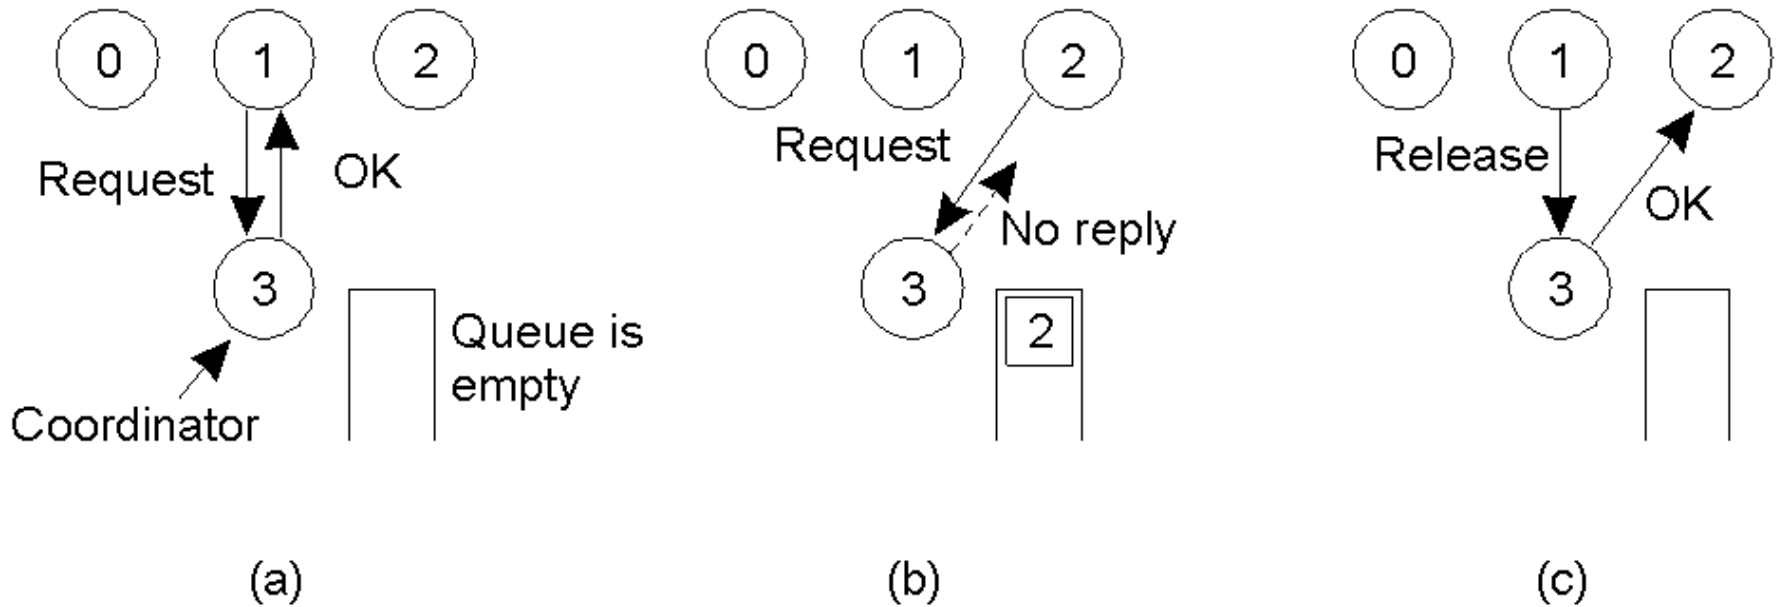 0 1 2
Request OK
3
Queue is
empty
Coordinator
(a)
0 1 2
Request
No reply
3
2
(b)
0 1 2
Release
OK
3
(c)